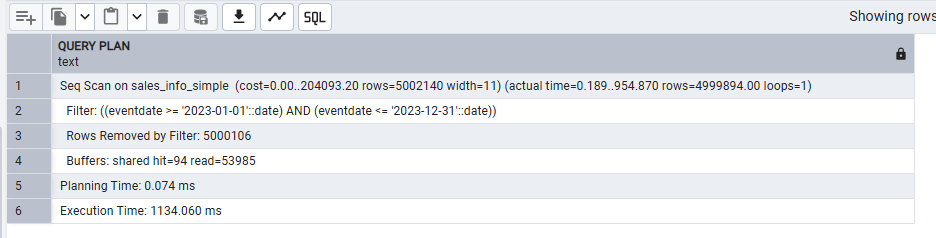 SQL
Showing rows
QUERY PLAN
text
1 Seq Scan on sales_info_simple (cost=0.00..204093.20 rows=5002140 width=11) (actual time=0.189..954.870 rows=4999894.00 loops=1)
2 Filter: ((eventdate >= '2023-01-01'::date) AND (eventdate <= '2023-12-31'::date))
3 Rows Removed by Filter: 5000106
4 Buffers: shared hit=94 read=53985
5 Planning Time: 0.074 ms
6 Execution Time: 1134.060 ms